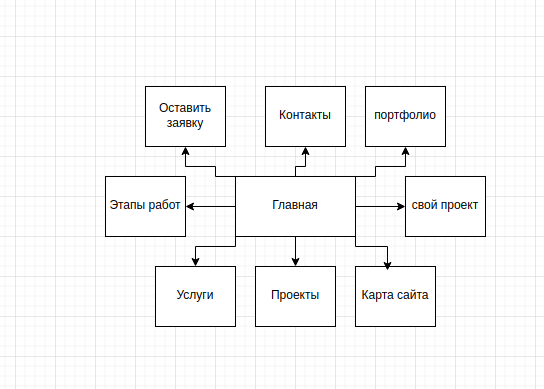 Оставить
заявку
Контакты
портфолио
Этапы работ
Главная
свой проект
Услуги
Проекты
Карта сайта